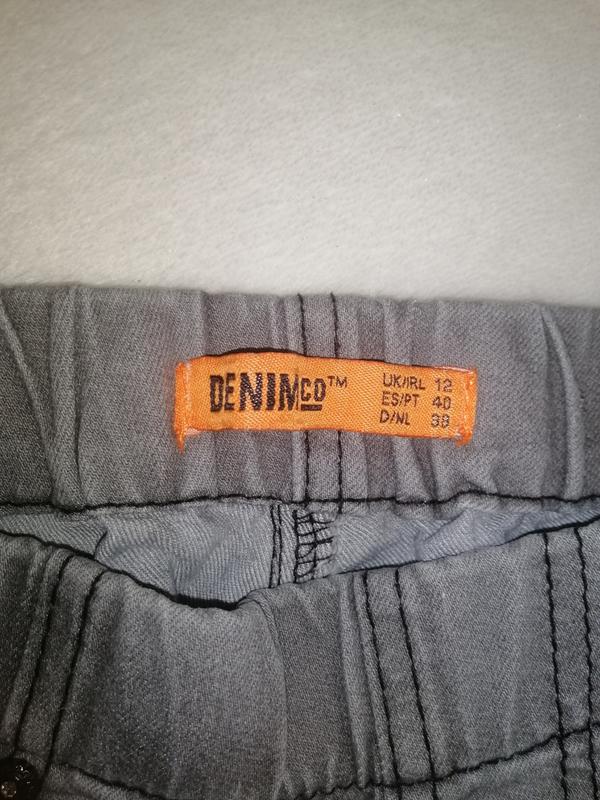 DENIMCO™
UK/IRL 12
ES/PT 40
D/NL 38